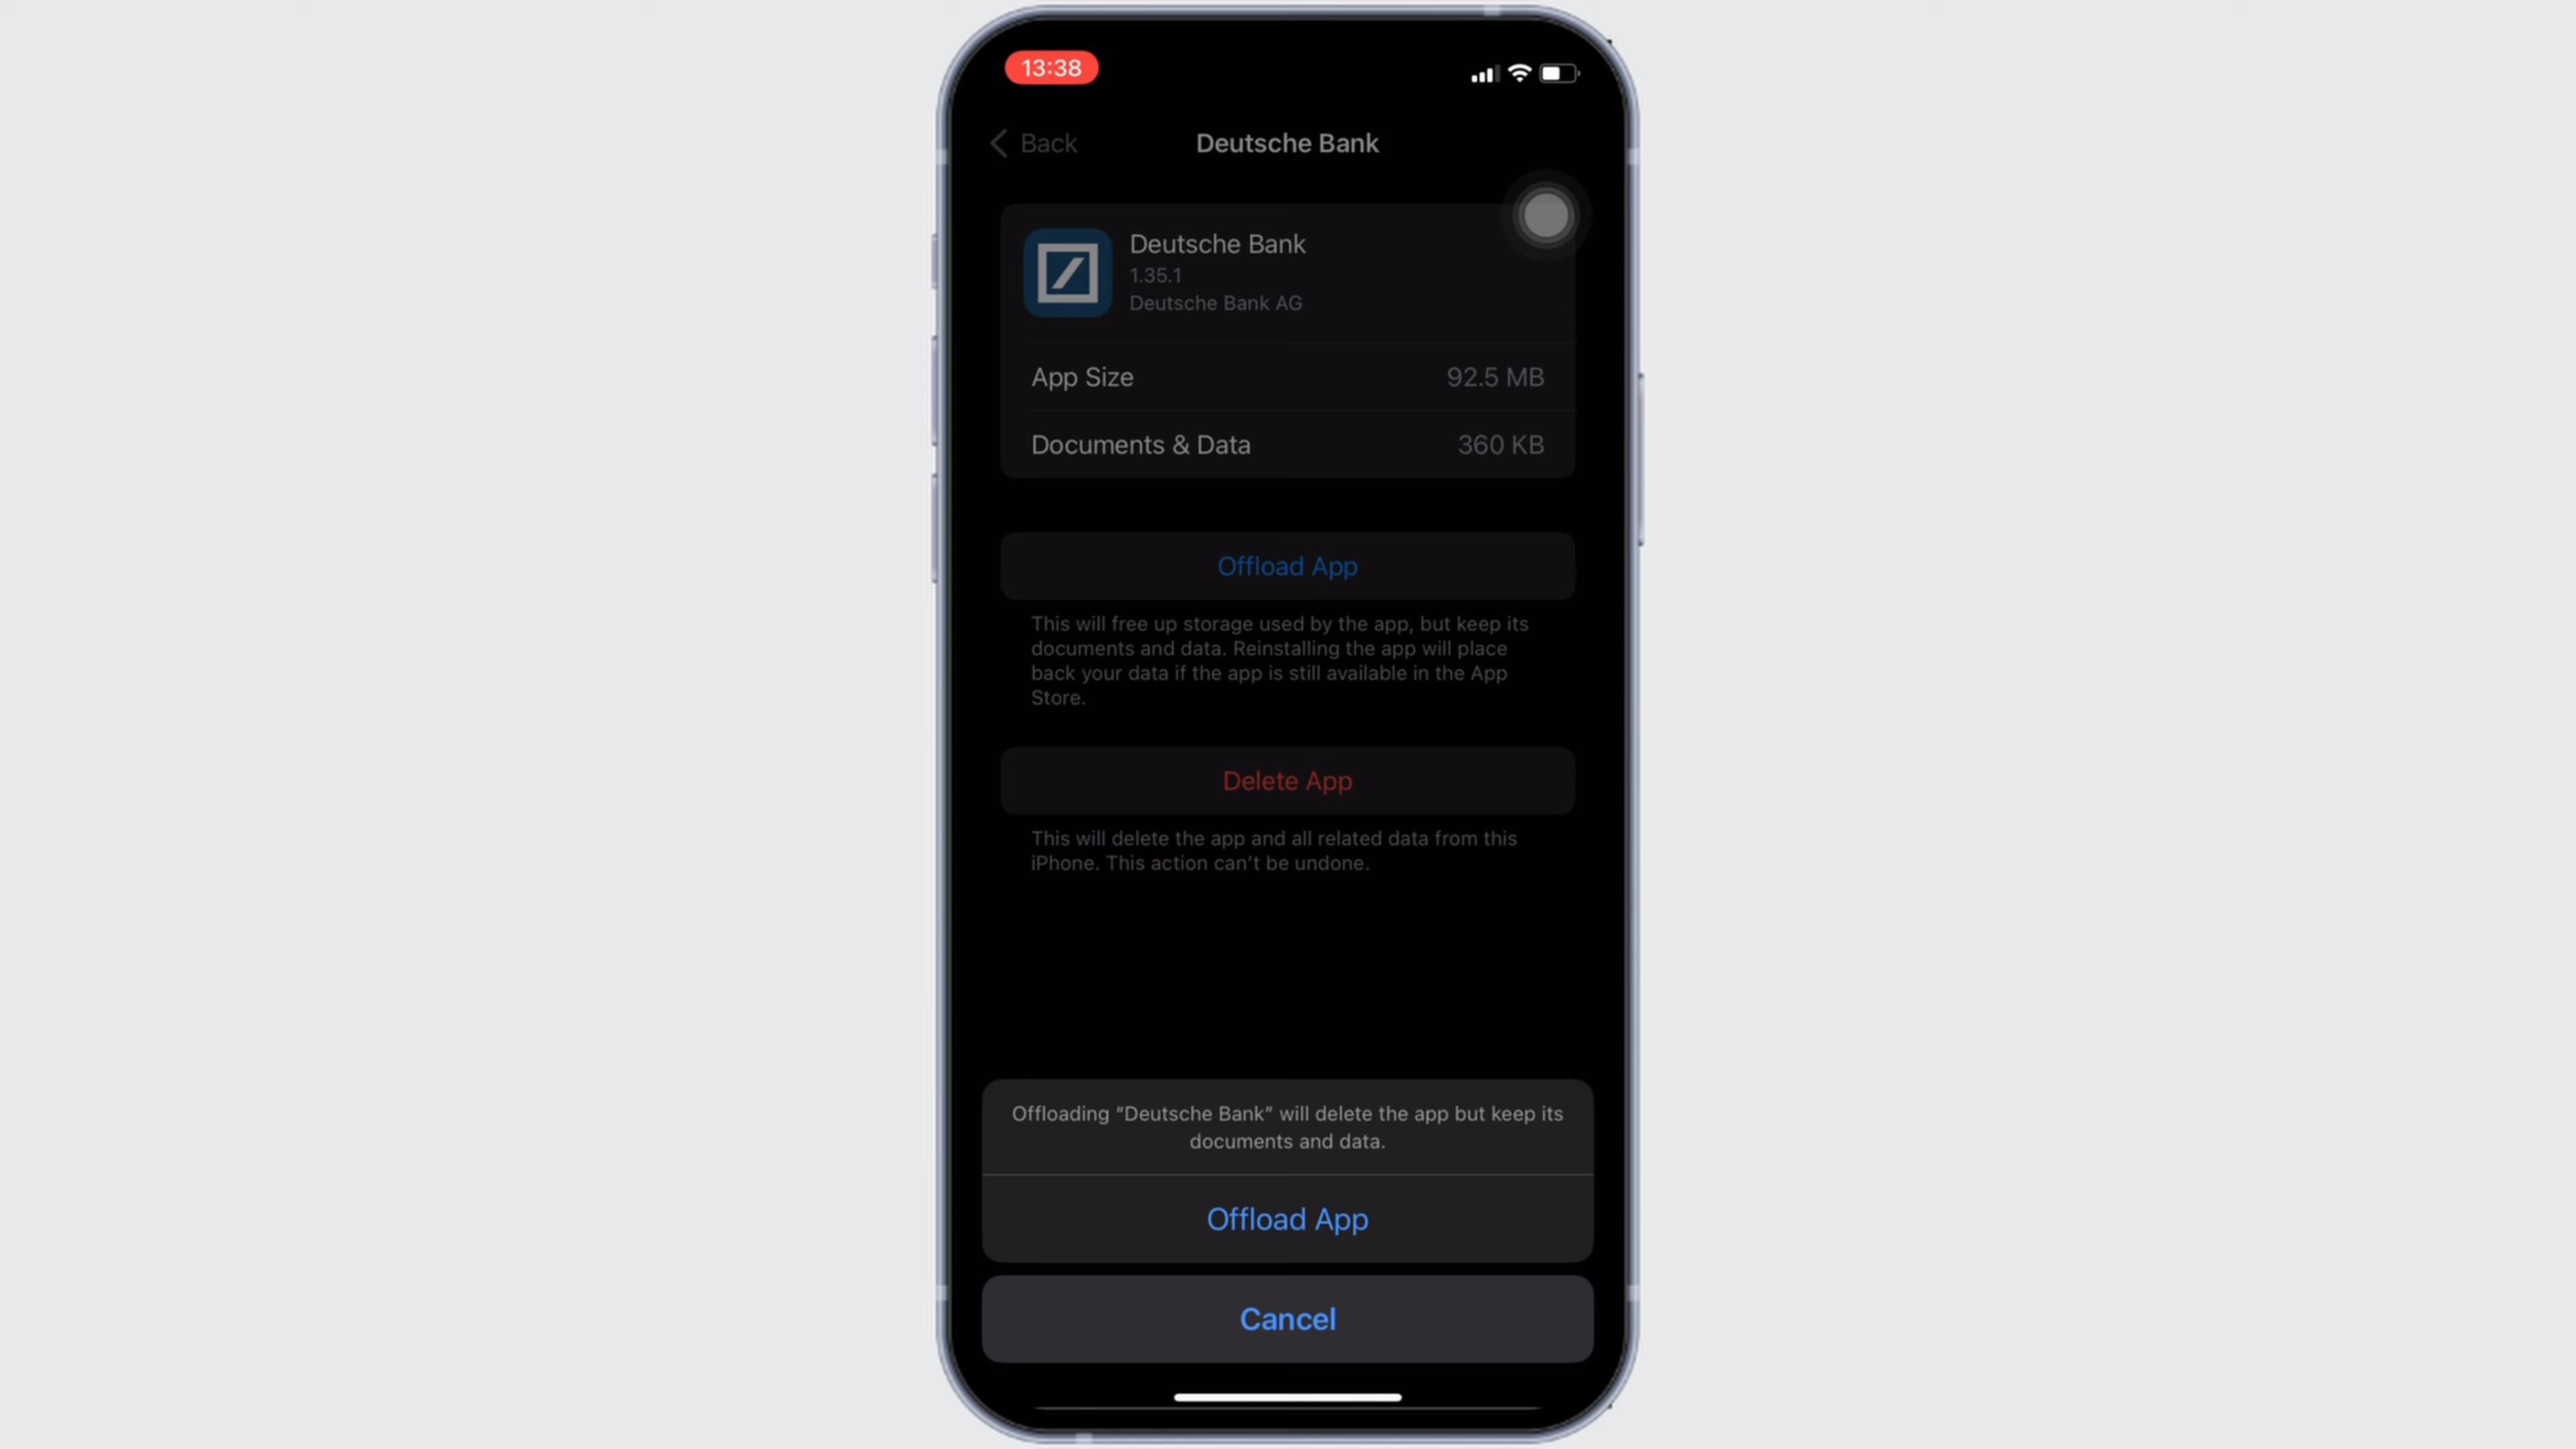 13:38
Back
Deutsche Bank
Deutsche Bank
1.35.1
Deutsche Bank AG
App Size
92.5 MB
Documents & Data
360 KB
Offload App
This will free up storage used by the app, but keep its
documents and data. Reinstalling the app will place
back your data if the app is still available in the App
Store.
Delete App
This will delete the app and all related data from this
iPhone. This action can’t be undone.
Offloading “Deutsche Bank” will delete the app but keep its
documents and data.
Offload App
Cancel